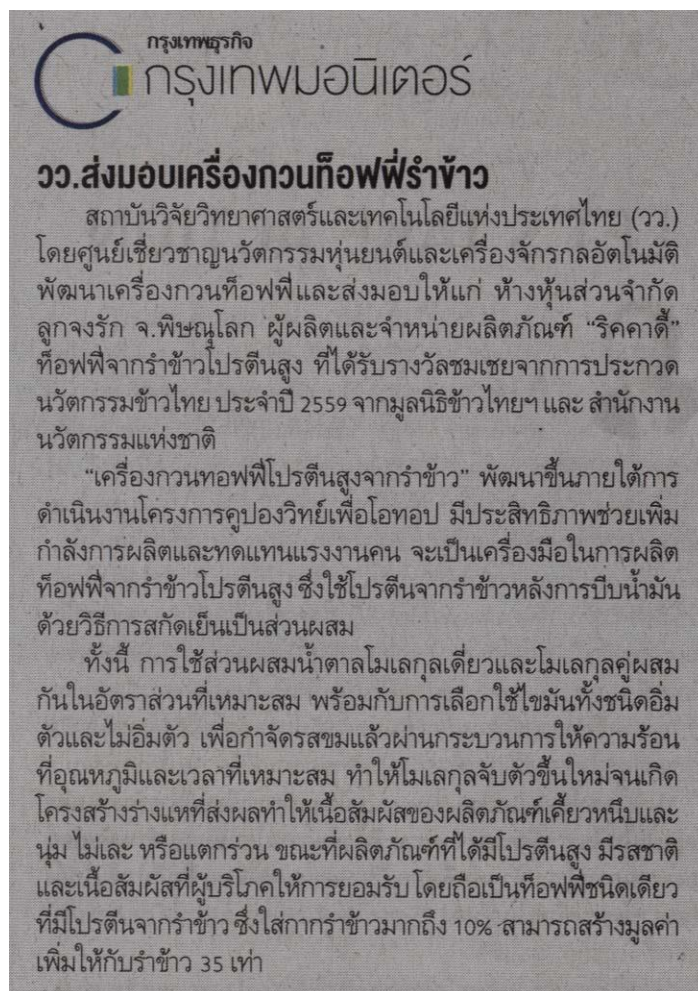 กรุงเทพธุรกิจ
กรุงเทพมอนิเตอร์
วว.ส่งมอบเครื่องกวนท็อฟฟี่รำข้าว
สถาบันวิจัยวิทยาศาสตร์และเทคโนโลยีแห่งประเทศไทย (วว.)
โดยศูนย์เชี่ยวชาญนวัตกรรมหุ่นยนต์และเครื่องจักรกลอัตโนมัติ
พัฒนาเครื่องกวนท็อฟฟี่และส่งมอบให้แก่ ห้างหุ้นส่วนจำกัด
ลูกจงรัก จ.พิษณุโลก ผู้ผลิตและจำหน่ายผลิตภัณฑ์ “ริคคาดี้”
ท็อฟฟี่จากรำข้าวโปรตีนสูง ที่ได้รับรางวัลชมเชยจากการประกวด
นวัตกรรมข้าวไทย ประจำปี 2559 จากมูลนิธิข้าวไทยฯ และ สำนักงาน
นวัตกรรมแห่งชาติ
“เครื่องกวนทอฟฟี่โปรตีนสูงจากรำข้าว” พัฒนาขึ้นภายใต้การ
ดำเนินงานโครงการคูปองวิทย์เพื่อโอทอป มีประสิทธิภาพช่วยเพิ่ม
กำลังการผลิตและทดแทนแรงงานคน จะเป็นเครื่องมือในการผลิต
ท็อฟฟี่จากรำข้าวโปรตีนสูง ซึ่งใช้โปรตีนจากรำข้าวหลังการบีบน้ำมัน
ด้วยวิธีการสกัดเย็นเป็นส่วนผสม
ทั้งนี้ การใช้ส่วนผสมน้ำตาลโมเลกุลเดี่ยวและโมเลกุลคู่ผสม
กันในอัตราส่วนที่เหมาะสม พร้อมกับการเลือกใช้ไขมันทั้งชนิดอิ่ม
ตัวและไม่อิ่มตัว เพื่อกำจัดรสขมแล้วผ่านกระบวนการให้ความร้อน
ที่อุณหภูมิและเวลาที่เหมาะสม ทำให้โมเลกุลจับตัวขึ้นใหม่จนเกิด
โครงสร้างร่างแหที่ส่งผลทำให้เนื้อสัมผัสของผลิตภัณฑ์เคี้ยวหนึบและ
นุ่ม ไม่เละ หรือแตกร่วน ขณะที่ผลิตภัณฑ์ที่ได้มีโปรตีนสูง มีรสชาติ
และเนื้อสัมผัสที่ผู้บริโภคให้การยอมรับ โดยถือเป็นท็อฟฟี่ชนิดเดียว
ที่มีโปรตีนจากรำข้าว ซึ่งใส่กากรำข้าวมากถึง 10% สามารถสร้างมูลค่า
เพิ่มให้กับรำข้าว 35 เท่า